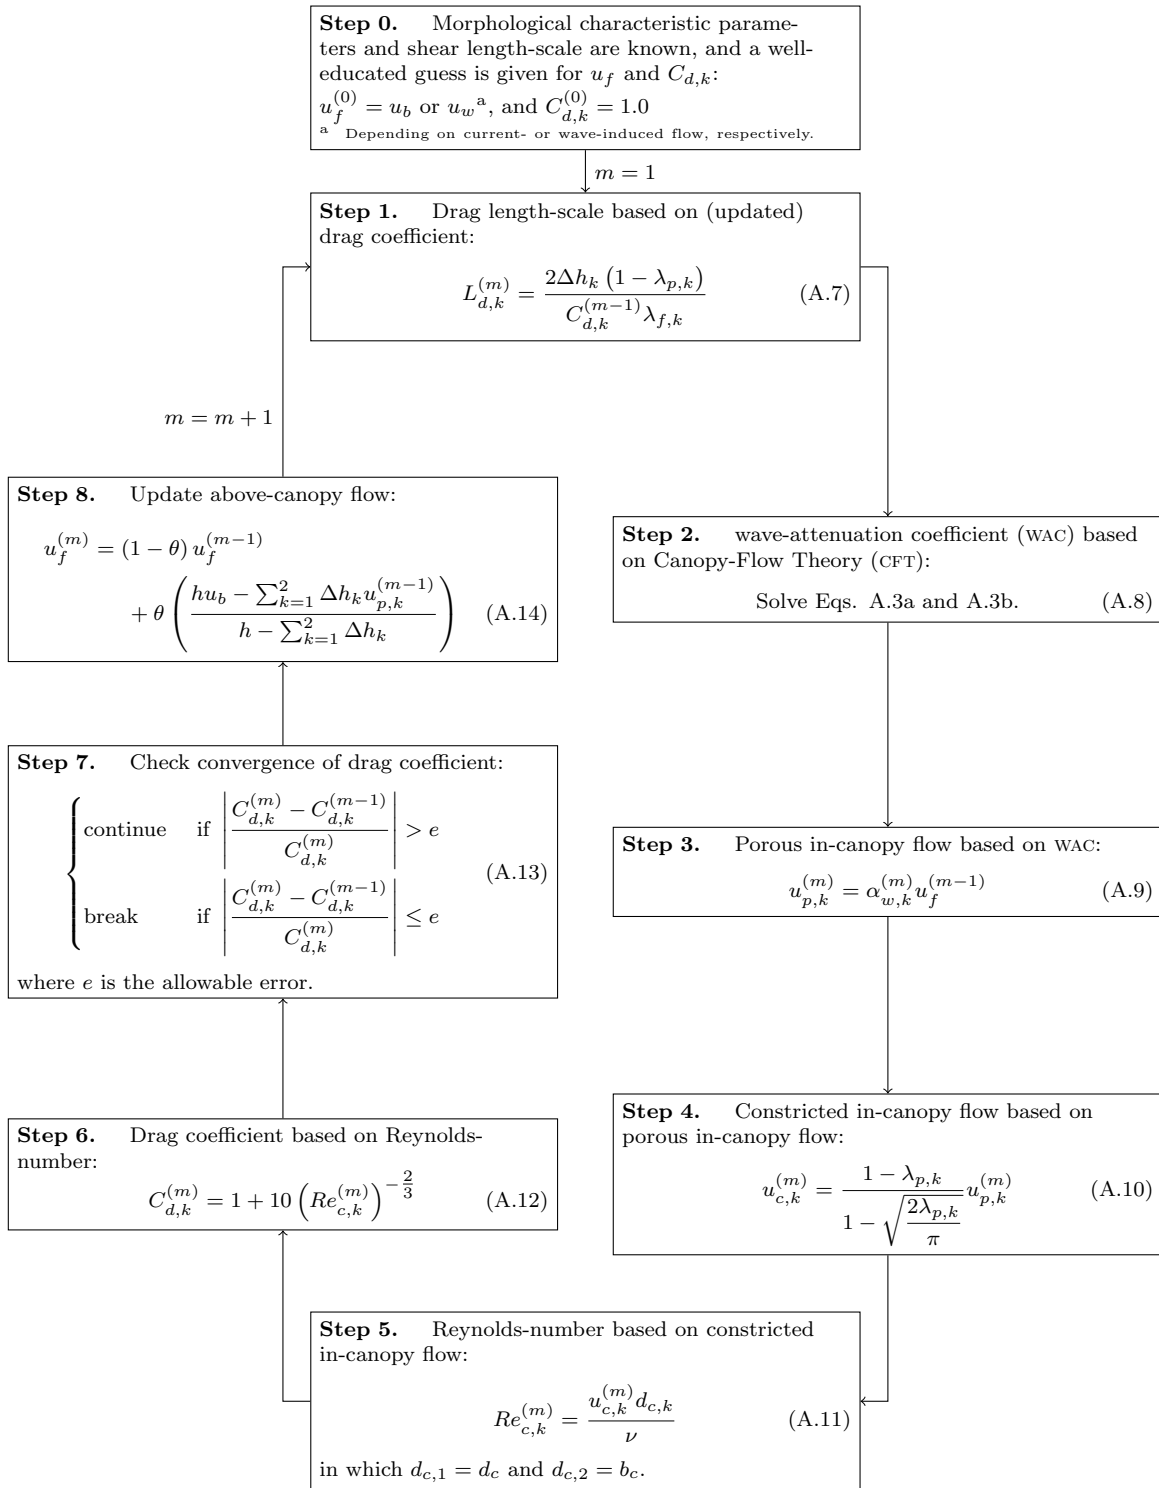 Step 0. Morphological characteristic parame-
ters and shear length-scale are known, and a well-
educated guess is given for u_f and C_{d,k}:
u_f^{(0)} = u_b or u_w^a, and C_{d,k}^{(0)} = 1.0
^a Depending on current- or wave-induced flow, respectively.
m = 1
Step 1. Drag length-scale based on (updated)
drag coefficient:
L_{d,k}^{(m)} = \frac{2\Delta h_k (1 - \lambda_{p,k})}{C_{d,k}^{(m-1)} \lambda_{f,k}} (A.7)
Step 2. wave-attenuation coefficient (WAC) based
on Canopy-Flow Theory (CFT):
Solve Eqs. A.3a and A.3b. (A.8)
Step 3. Porous in-canopy flow based on WAC:
u_{p,k}^{(m)} = \alpha_{w,k}^{(m)} u_f^{(m-1)} (A.9)
Step 4. Constricted in-canopy flow based on
porous in-canopy flow:
u_{c,k}^{(m)} = \frac{1 - \lambda_{p,k}}{1 - \sqrt{\frac{2\lambda_{p,k}}{\pi}}} u_{p,k}^{(m)} (A.10)
Step 5. Reynolds-number based on constricted
in-canopy flow:
Re_{c,k}^{(m)} = \frac{u_{c,k}^{(m)} d_{c,k}}{\nu} (A.11)
in which d_{c,1} = d_c and d_{c,2} = b_c.
Step 6. Drag coefficient based on Reynolds-
number:
C_{d,k}^{(m)} = 1 + 10 \left( Re_{c,k}^{(m)} \right)^{-\frac{2}{3}} (A.12)
Step 7. Check convergence of drag coefficient:
continue if \left| \frac{C_{d,k}^{(m)} - C_{d,k}^{(m-1)}}{C_{d,k}^{(m)}} \right| > e
(A.13)
break if \left| \frac{C_{d,k}^{(m)} - C_{d,k}^{(m-1)}}{C_{d,k}^{(m)}} \right| \leq e
where e is the allowable error.
Step 8. Update above-canopy flow:
u_f^{(m)} = (1 - \theta) u_f^{(m-1)}
+ \theta \left( \frac{h u_b - \sum_{k=1}^{2} \Delta h_k u_{p,k}^{(m-1)}}{h - \sum_{k=1}^{2} \Delta h_k} \right) (A.14)
m = m + 1